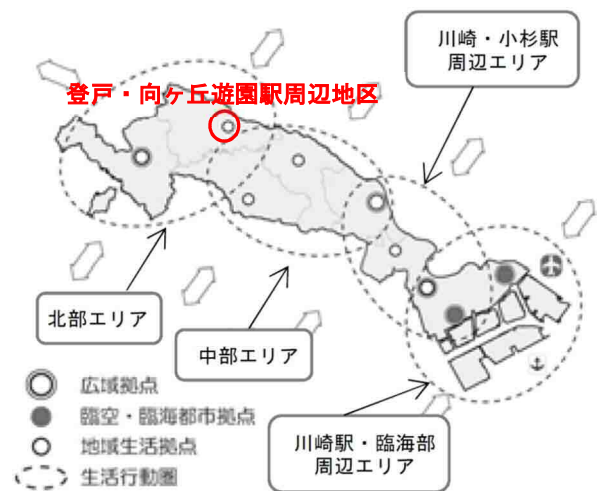 川崎・小杉駅
周辺エリア
登戸・向ヶ丘遊園駅周辺地区
北部エリア
中部エリア
広域拠点
臨空・臨海都市拠点
地域生活拠点
生活行動圏
川崎駅・臨海部
周辺エリア